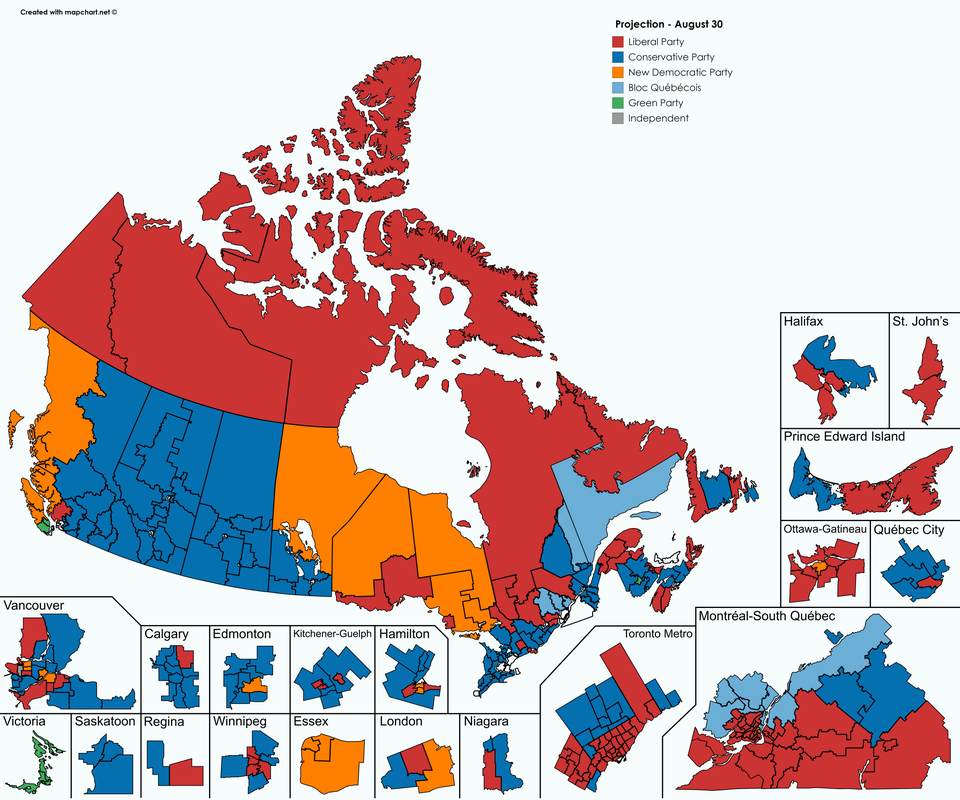 Created with mapchart.net ©
Projection - August 30
Liberal Party
Conservative Party
New Democratic Party
Bloc Québécois
Green Party
Independent
Halifax
St. John's
Prince Edward Island
Ottawa-Gatineau
Québec City
Vancouver
Calgary
Edmonton
Kitchener-Guelph
Hamilton
Toronto Metro
Montréal-South Québec
Victoria
Saskatoon
Regina
Winnipeg
Essex
London
Niagara